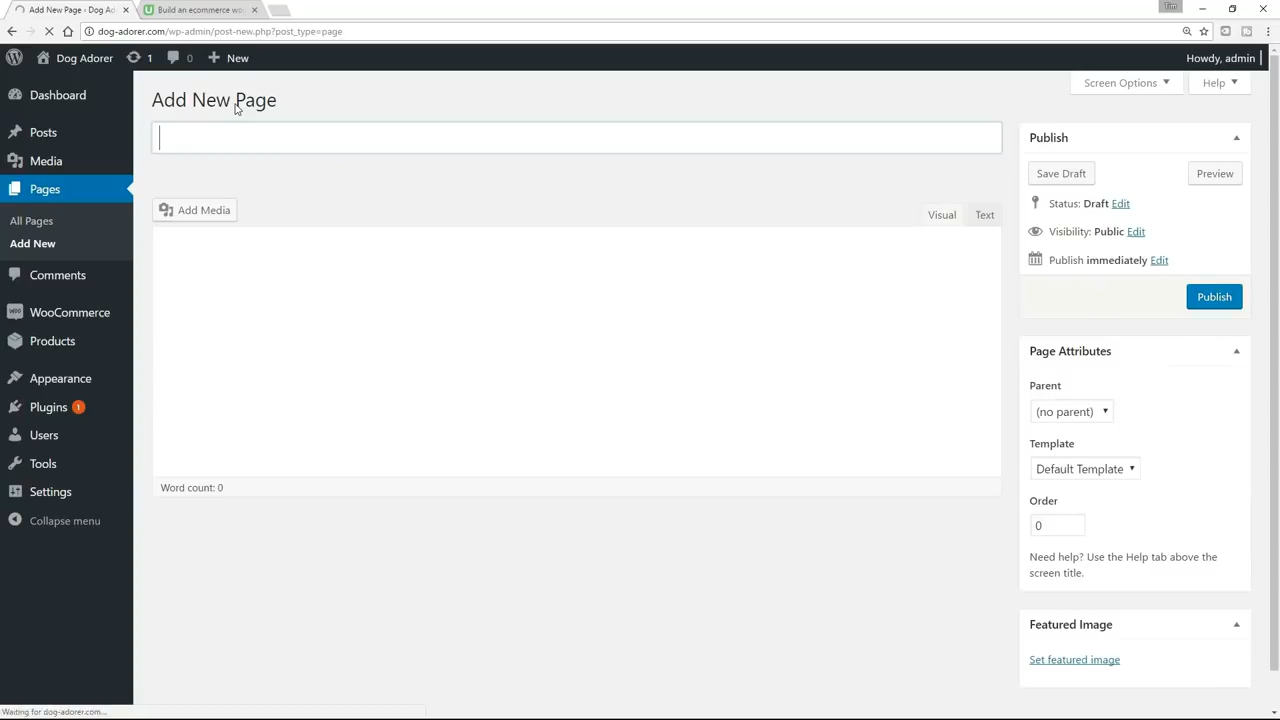 Add New Page ‹ Dog Ad
Build an ecommerce wo
Tim
dog-adorer.com/wp-admin/post-new.php?post_type=page
Dog Adorer
1
0
New
Howdy, admin
Screen Options
Help
Dashboard
Posts
Media
Pages
All Pages
Add New
Comments
WooCommerce
Products
Appearance
Plugins 1
Users
Tools
Settings
Collapse menu
Add New Page
Add Media
Visual
Text
Word count: 0
Publish
Save Draft
Preview
Status: Draft Edit
Visibility: Public Edit
Publish immediately Edit
Publish
Page Attributes
Parent
(no parent)
Template
Default Template
Order
0
Need help? Use the Help tab above the
screen title.
Featured Image
Set featured image
Waiting for dog-adorer.com...